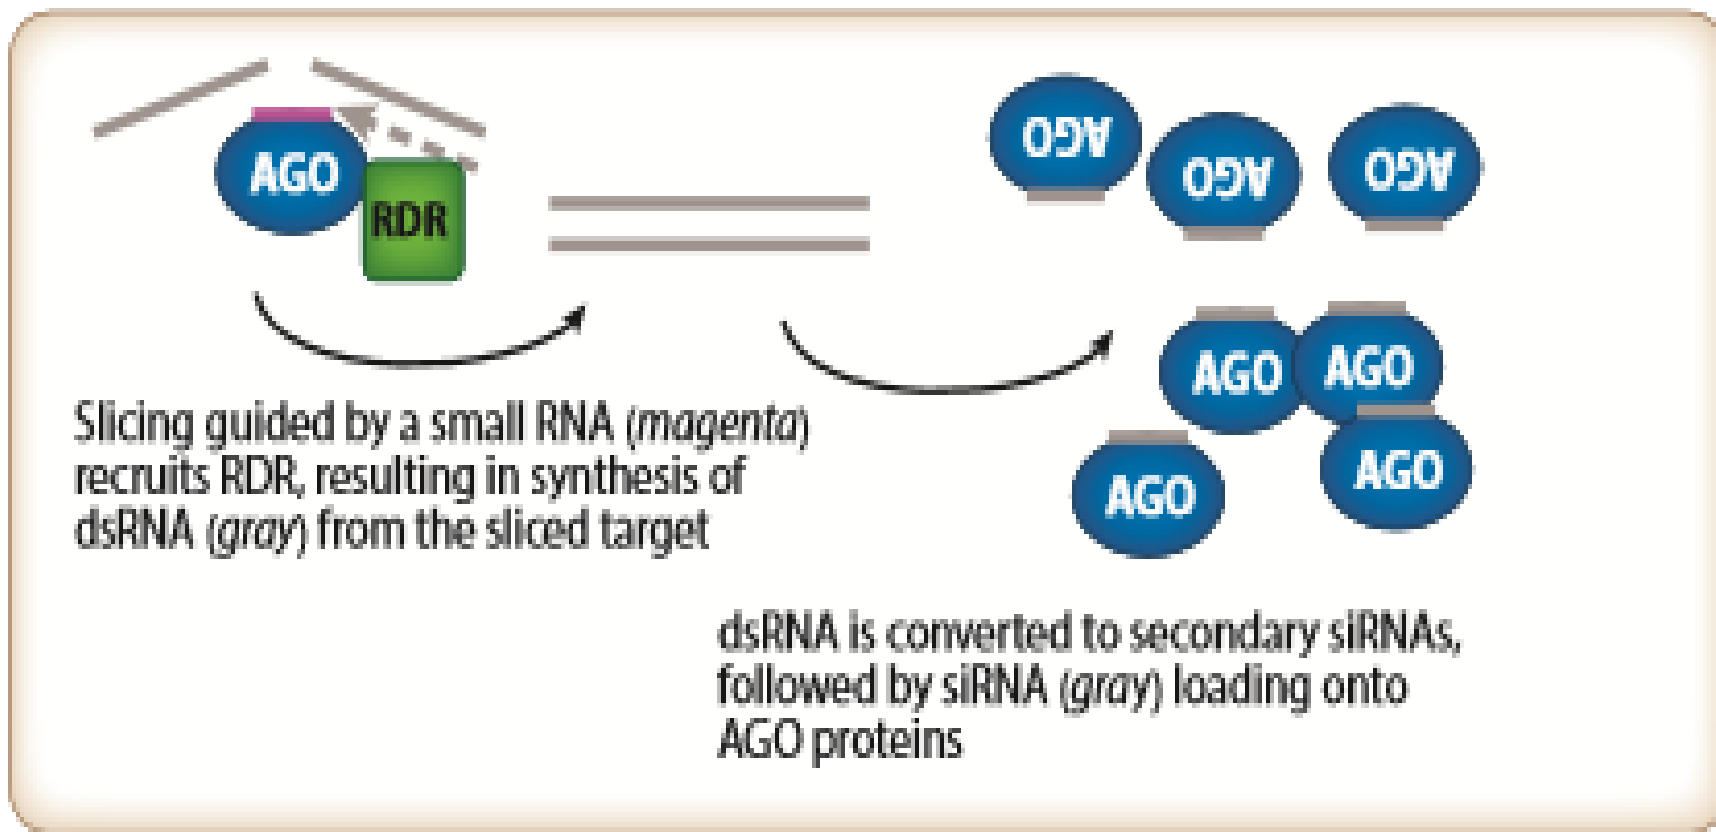 AGO
RDR
AGO
AGO
AGO
AGO
AGO
AGO
AGO
Slicing guided by a small RNA (magenta)
recruits RDR, resulting in synthesis of
dsRNA (gray) from the sliced target
dsRNA is converted to secondary siRNAs,
followed by siRNA (gray) loading onto
AGO proteins